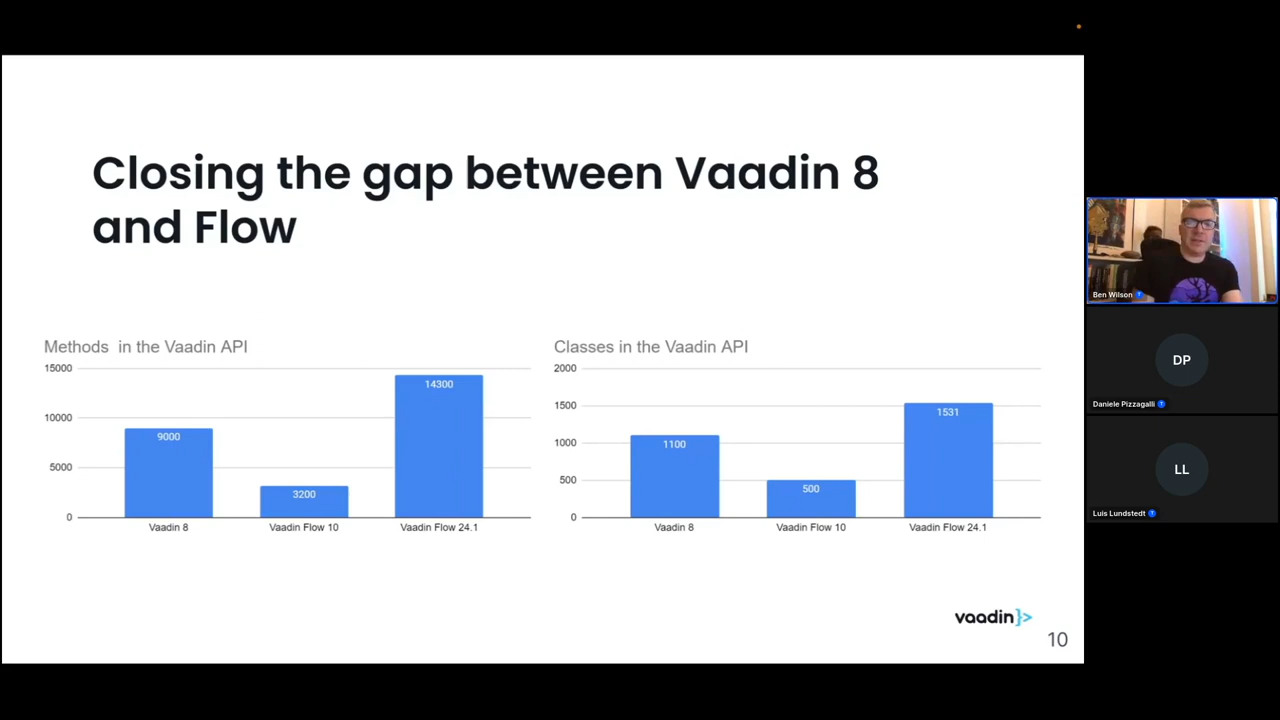 Closing the gap between Vaadin 8
and Flow
Methods in the Vaadin API
15000
10000
5000
0
9000
3200
14300
Vaadin 8
Vaadin Flow 10
Vaadin Flow 24.1
Classes in the Vaadin API
2000
1500
1000
500
0
1100
500
1531
Vaadin 8
Vaadin Flow 10
Vaadin Flow 24.1
vaadin}>
10
Ben Wilson
DP
Daniele Pizzagalli
LL
Luis Lundstedt